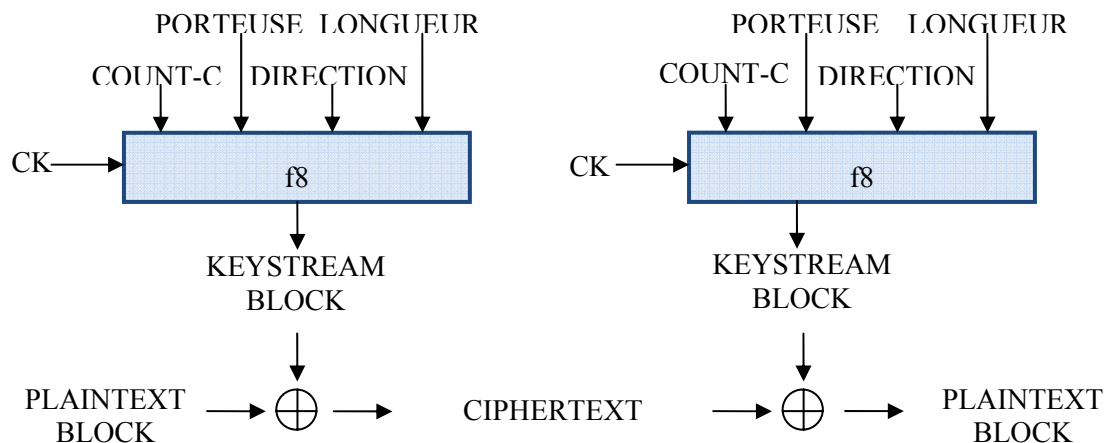 PORTEUSE LONGUEUR
COUNT-C DIRECTION
CK
f8
KEYSTREAM
BLOCK
PLAINTEXT
BLOCK
CIPHERTEXT
PORTEUSE LONGUEUR
COUNT-C DIRECTION
CK
f8
KEYSTREAM
BLOCK
PLAINTEXT
BLOCK